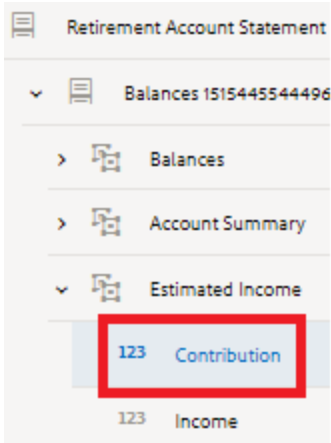 Retirement Account Statement
Balances 1515445544496
Balances
Account Summary
Estimated Income
123 Contribution
123 Income